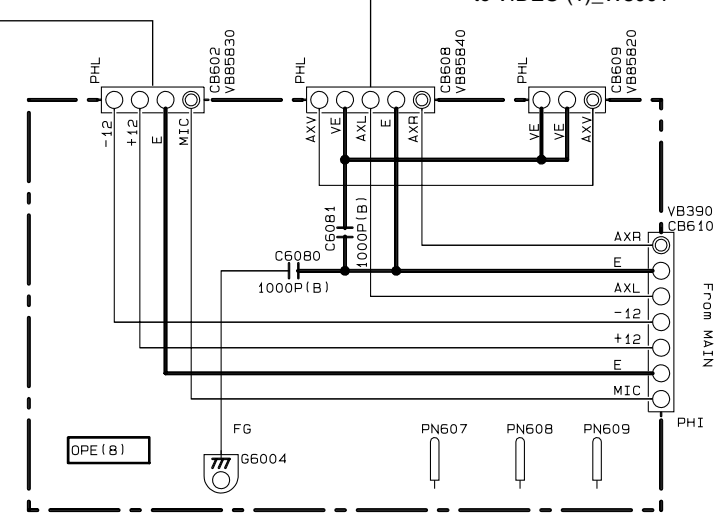 PHL
CB602
VB85830
PHL
CB608
VB85840
PHL
CB609
VB85820
-12
+12
E
MIC
AXV
VE
AXL
E
AXR
VE
VE
AXV
C6081
1000P(B)
C6080
1000P(B)
VB390
CB610
AXR
E
AXL
-12
+12
E
MIC
From MAIN
PHI
FG
G6004
OPE(8)
PN607
PN608
PN609